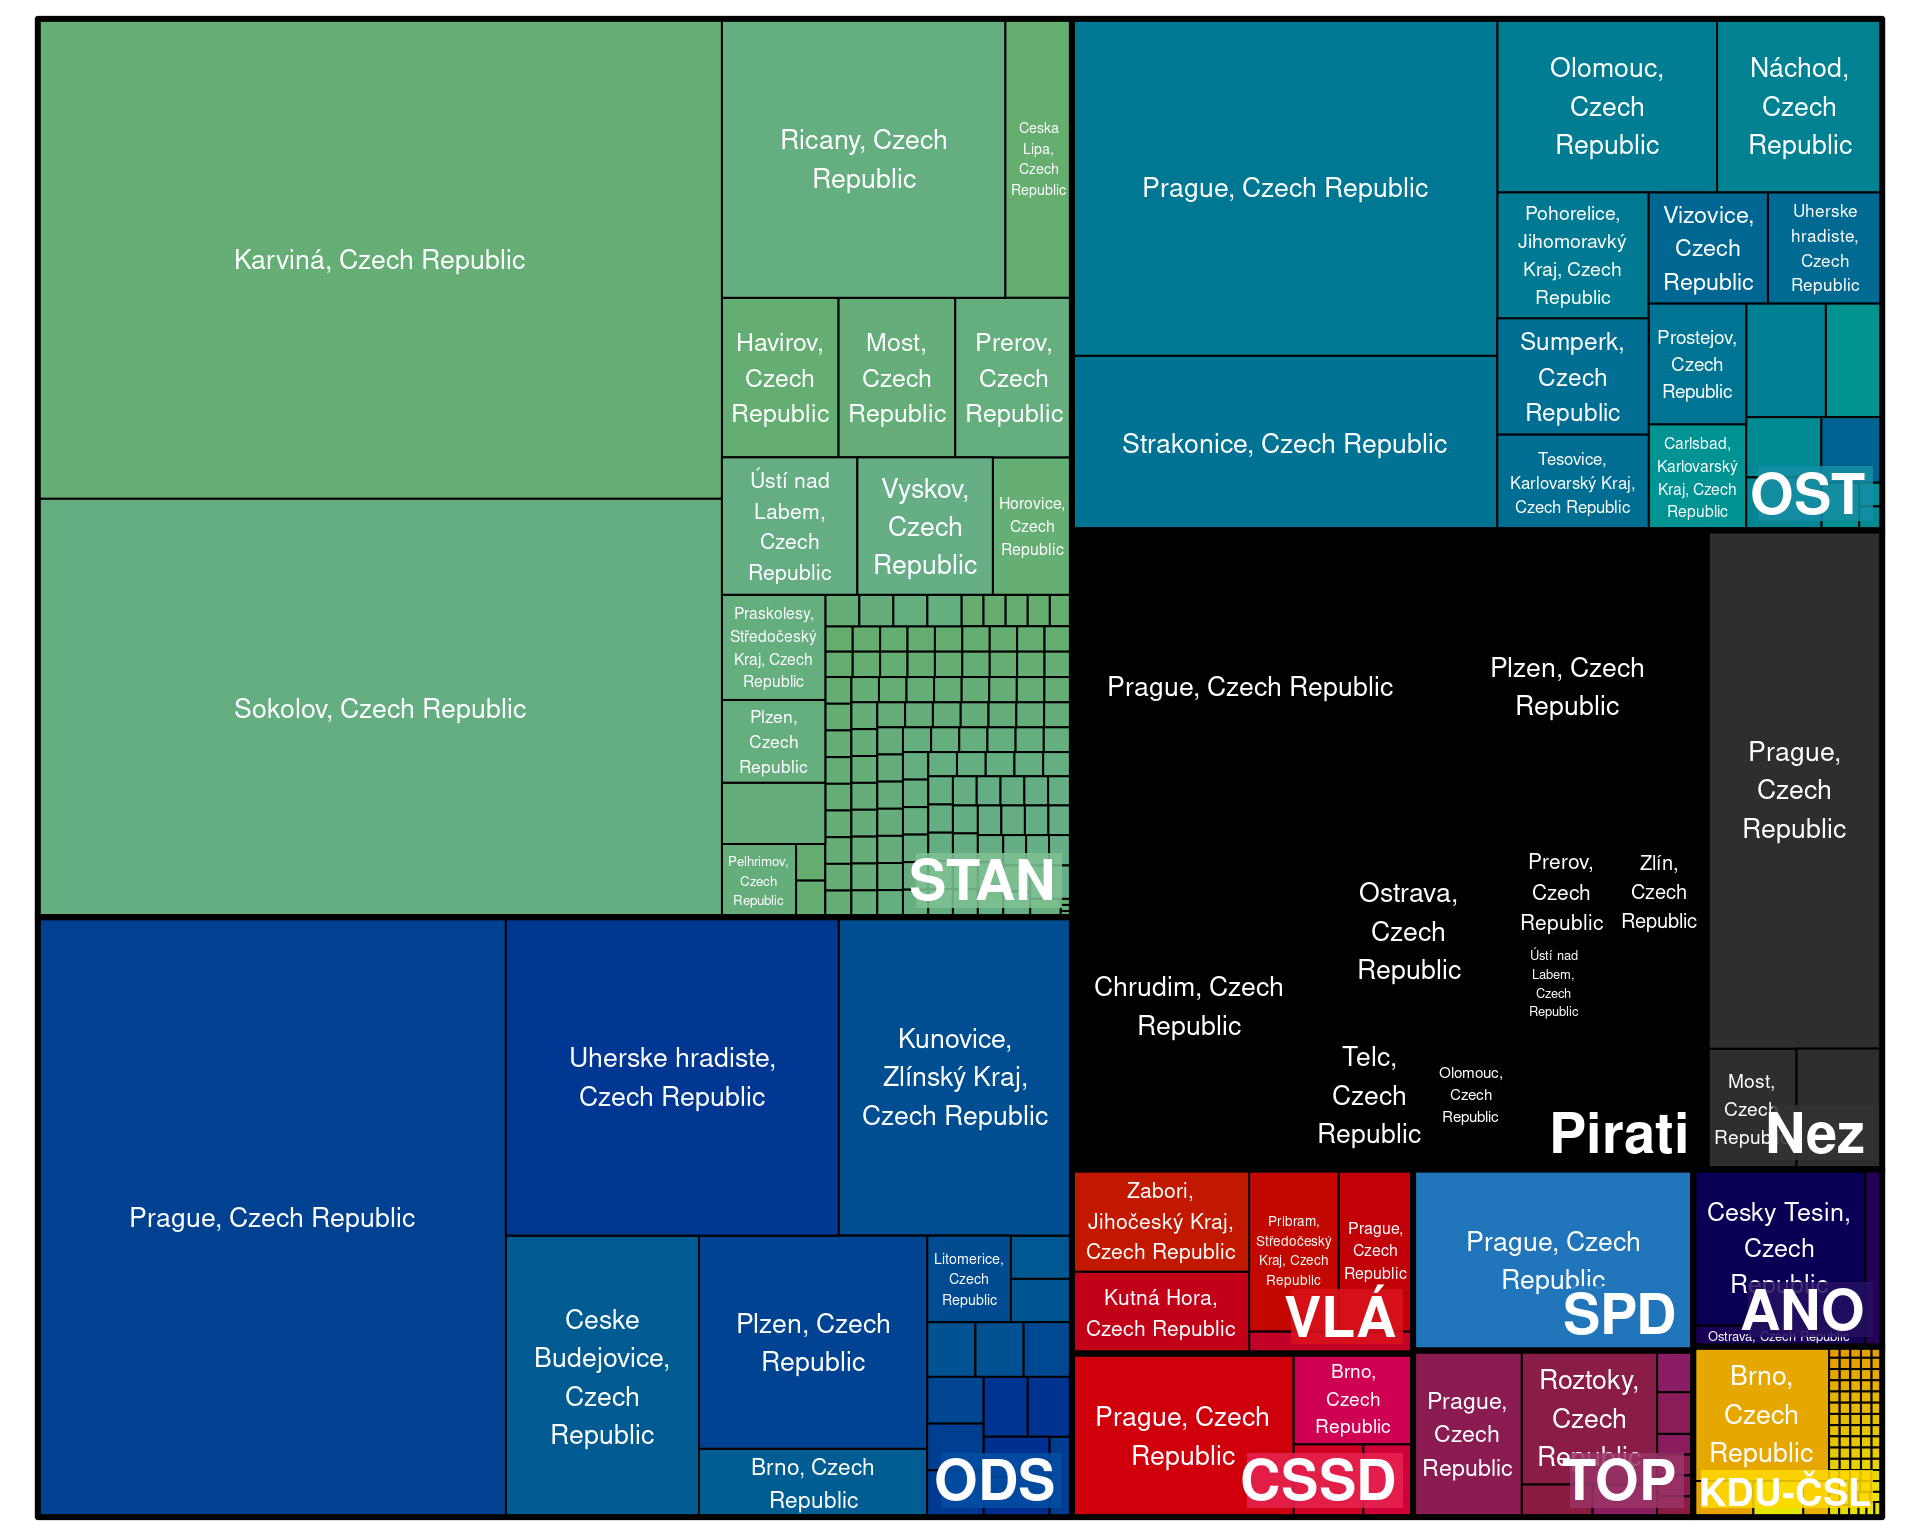 Karviná, Czech Republic
Sokolov, Czech Republic
Ricany, Czech
Republic
Ceska
Lipa,
Czech
Republic
Havirov,
Czech
Republic
Most,
Czech
Republic
Prerov,
Czech
Republic
Ústí nad
Labem,
Czech
Republic
Vyskov,
Czech
Republic
Horovice,
Czech
Republic
Praskolesy,
Středočeský
Kraj, Czech
Republic
Plzen,
Czech
Republic
Pelhrimov,
Czech
Republic
STAN
Prague, Czech Republic
Uherske hradiste,
Czech Republic
Kunovice,
Zlínský Kraj,
Czech Republic
Ceske
Budejovice,
Czech
Republic
Plzen, Czech
Republic
Brno, Czech
Republic
Litomerice,
Czech
Republic
ODS
Prague, Czech Republic
Strakonice, Czech Republic
Olomouc,
Czech
Republic
Náchod,
Czech
Republic
Pohorelice,
Jihomoravký
Kraj, Czech
Republic
Vizovice,
Czech
Republic
Uherske
hradiste,
Czech
Republic
Sumperk,
Czech
Republic
Prostejov,
Czech
Republic
Tesovice,
Karlovarský Kraj,
Czech Republic
Carlsbad,
Karlovarský
Kraj, Czech
Republic
OST
Prague, Czech Republic
Plzen, Czech
Republic
Chrudim, Czech
Republic
Ostrava,
Czech
Republic
Prerov,
Czech
Republic
Zlín,
Czech
Republic
Ústí nad
Labem,
Czech
Republic
Telc,
Czech
Republic
Olomouc,
Czech
Republic
Pirati
Prague,
Czech
Republic
Most,
Czech
Republic
Nez
Zabori,
Jihočeský Kraj,
Czech Republic
Kutná Hora,
Czech Republic
Pribram,
Středočeský
Kraj, Czech
Republic
Prague,
Czech
Republic
VLÁ
Prague, Czech
Republic
SPD
Cesky Tesin,
Czech
Republic
Ostrava, Czech Republic
ANO
Prague, Czech
Republic
Brno,
Czech
Republic
CSSD
Prague,
Czech
Republic
Roztoky,
Czech
Republic
TOP
Brno,
Czech
Republic
KDU-ČSL